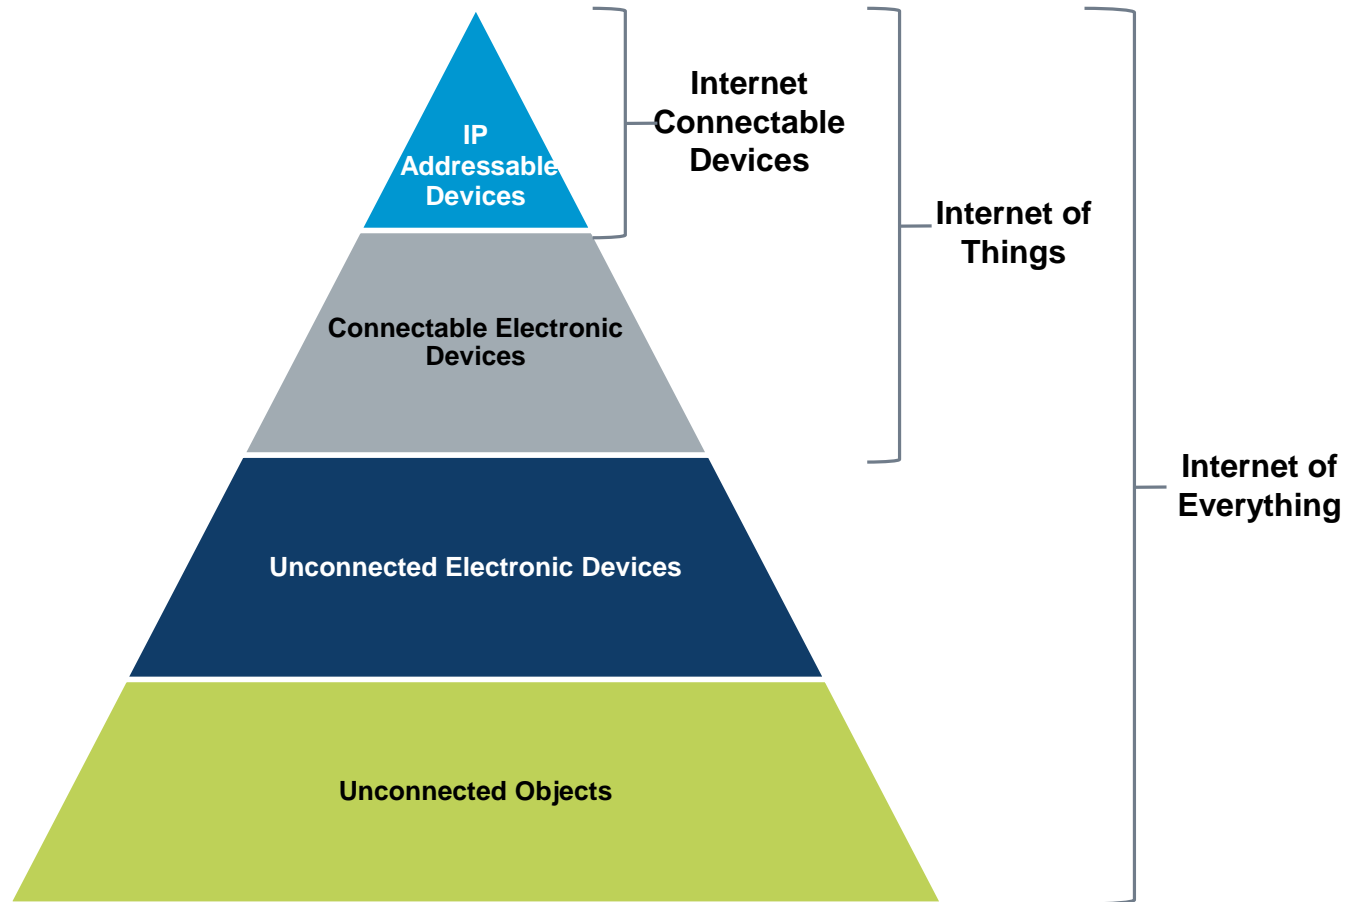 IP
Addressable
Devices
Internet
Connectable
Devices
Internet of
Things
Connectable Electronic
Devices
Internet of
Everything
Unconnected Electronic Devices
Unconnected Objects